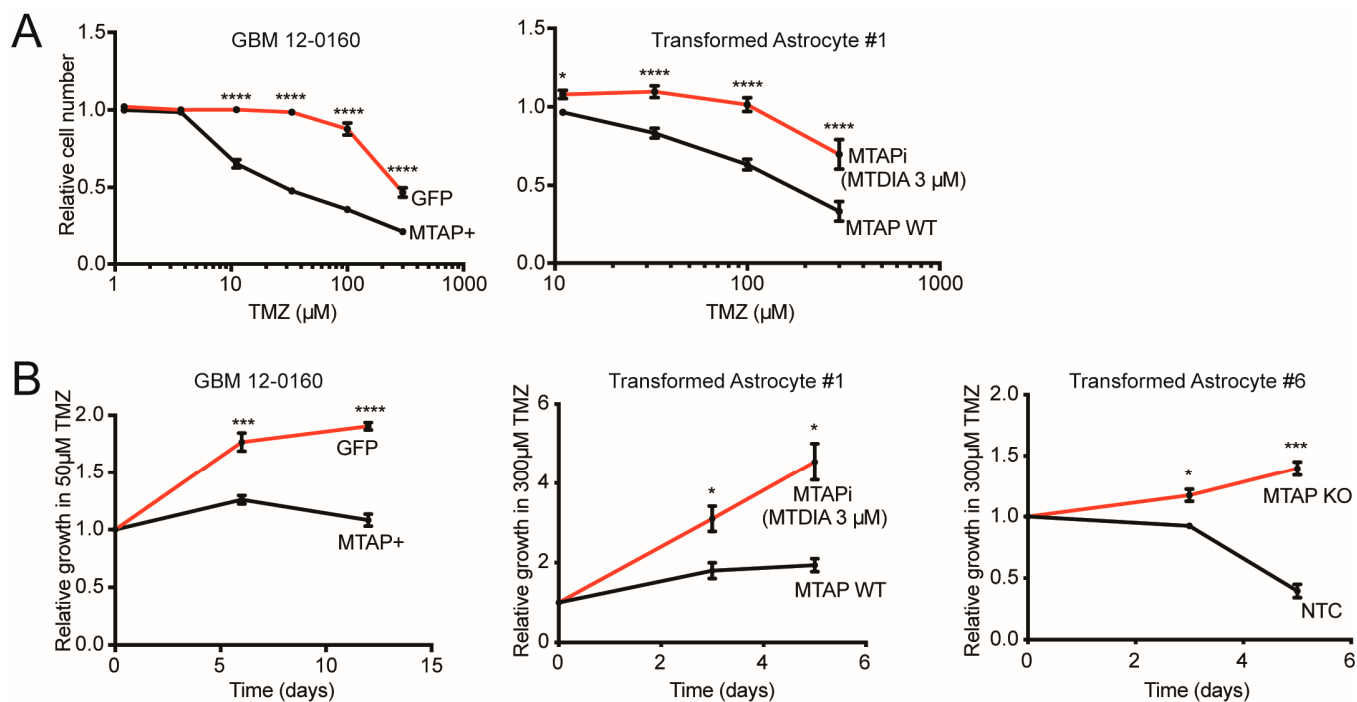 A
GBM 12-0160
Relative cell number
1.5
1.0
0.5
0.0
****
****
****
****
GFP
MTAP+
1
10
100
1000
TMZ (µM)
Transformed Astrocyte #1
1.5
1.0
0.5
0.0
*
****
****
****
MTAPi
(MTDIA 3 µM)
MTAP WT
10
100
1000
TMZ (µM)
B
GBM 12-0160
Relative growth in 50µM TMZ
2.0
1.5
1.0
0.5
0.0
***
****
GFP
MTAP+
0
5
10
15
Time (days)
Transformed Astrocyte #1
Relative growth in 300µM TMZ
6
4
2
0
*
*
MTAPi
(MTDIA 3 µM)
MTAP WT
0
2
4
6
Time (days)
Transformed Astrocyte #6
Relative growth in 300µM TMZ
2.0
1.5
1.0
0.5
0.0
*
***
MTAP KO
NTC
0
2
4
6
Time (days)